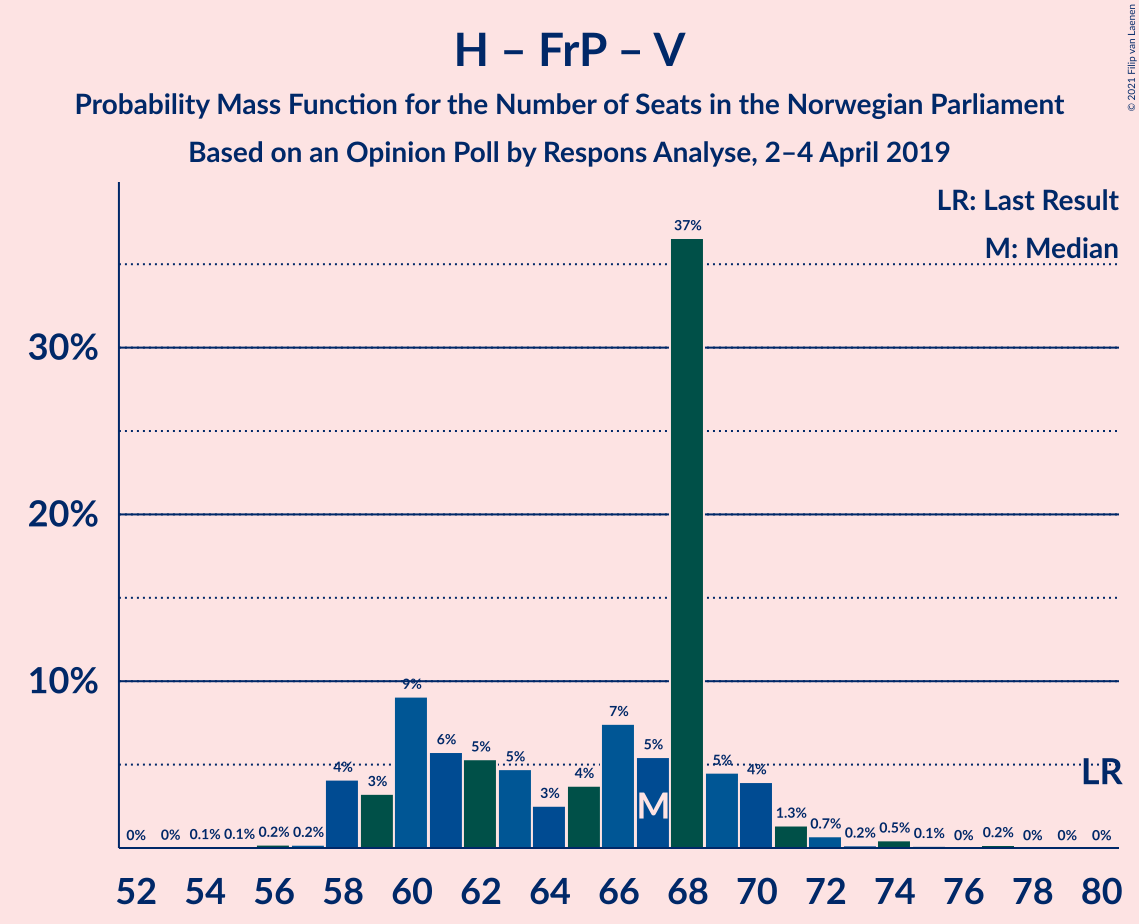 H – FrP – V
Probability Mass Function for the Number of Seats in the Norwegian Parliament
Based on an Opinion Poll by Respons Analyse, 2–4 April 2019
© 2021 Filip van Laenen
LR: Last Result
M: Median
37%
30%
20%
10%
9%
7%
6%
5%
5%
5%
5%
4%
4%
4%
3%
3%
LR
M
1.3%
0.7%
0.5%
0% 0% 0.1% 0.1% 0.2% 0.2%
0.2% 0.1% 0% 0.2% 0% 0% 0%
52 54 56 58 60 62 64 66 68 70 72 74 76 78 80